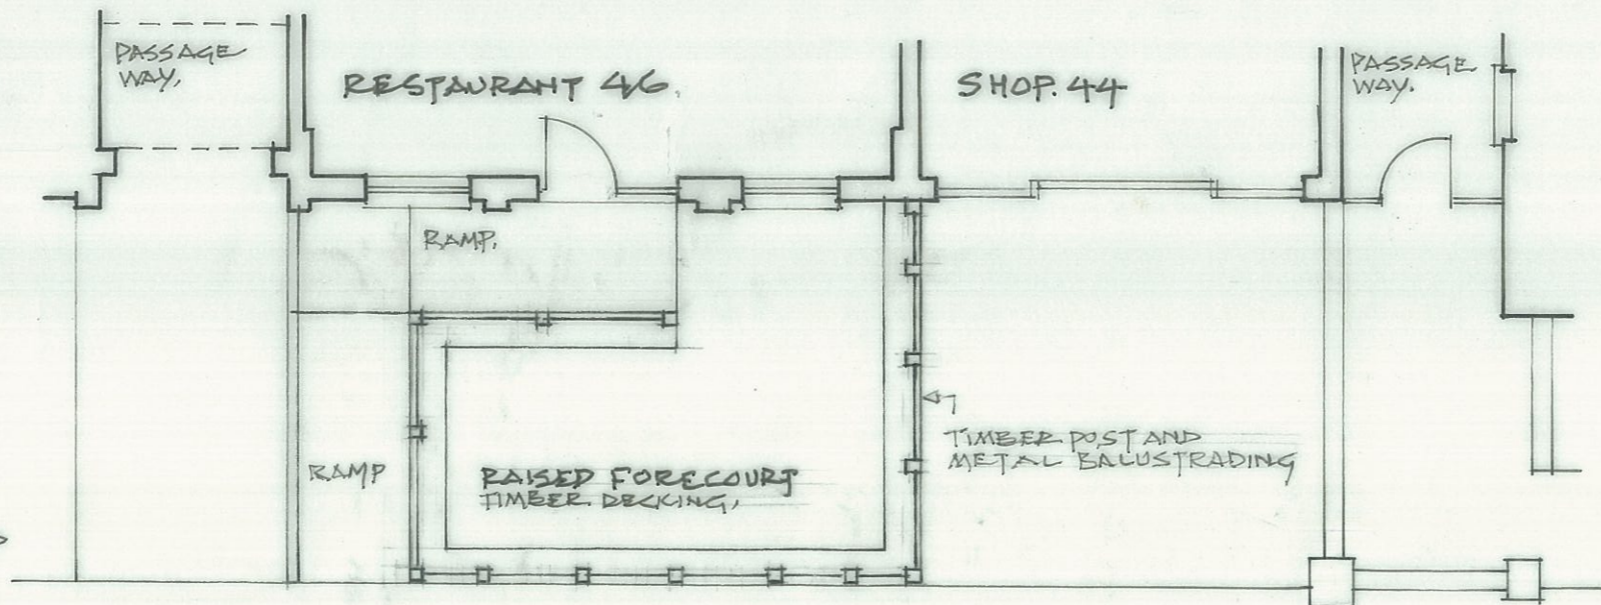 PASSAGE
WAY.
RESTAURANT 46.
SHOP. 44
PASSAGE
WAY.
RAMP.
TIMBER POST AND
METAL BALUSTRADING
RAMP
RAISED FORECOURT
TIMBER DECKING,